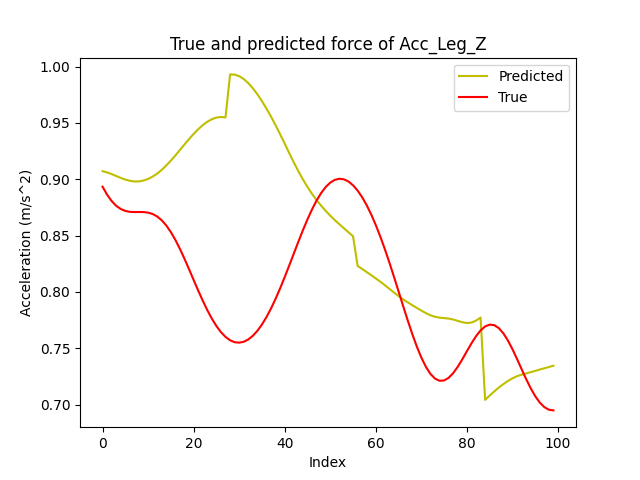 True and predicted force of Acc_Leg_Z
Predicted
True
1.00
0.95
0.90
0.85
0.80
0.75
0.70
Acceleration (m/s^2)
0
20
40
60
80
100
Index